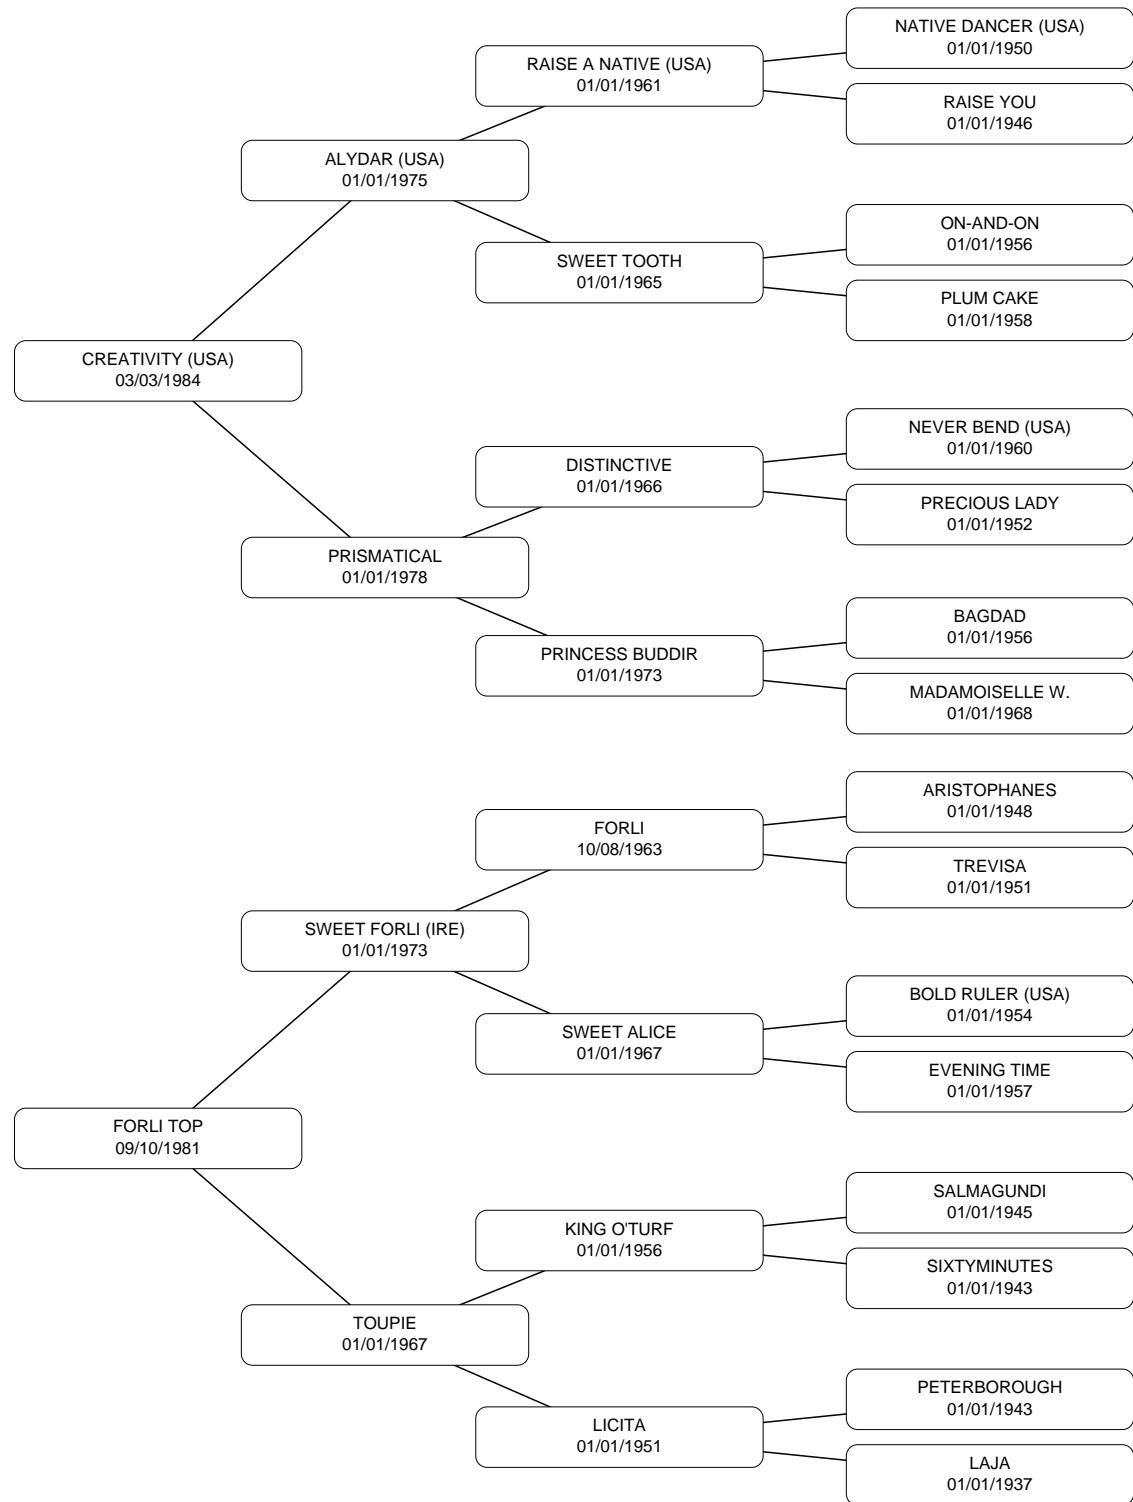 NATIVE DANCER (USA)
01/01/1950
RAISE A NATIVE (USA)
01/01/1961
RAISE YOU
01/01/1946
ALYDAR (USA)
01/01/1975
ON-AND-ON
01/01/1956
SWEET TOOTH
01/01/1965
PLUM CAKE
01/01/1958
CREATIVITY (USA)
03/03/1984
NEVER BEND (USA)
01/01/1960
DISTINCTIVE
01/01/1966
PRECIOUS LADY
01/01/1952
PRISMATICAL
01/01/1978
BAGDAD
01/01/1956
PRINCESS BUDDIR
01/01/1973
MADAMOISELLE W.
01/01/1968
ARISTOPHANES
01/01/1948
FORLI
10/08/1963
TREVISA
01/01/1951
SWEET FORLI (IRE)
01/01/1973
BOLD RULER (USA)
01/01/1954
SWEET ALICE
01/01/1967
EVENING TIME
01/01/1957
FORLI TOP
09/10/1981
SALMAGUNDI
01/01/1945
KING O'TURF
01/01/1956
SIXTYMINUTES
01/01/1943
TOUPIE
01/01/1967
PETERBOROUGH
01/01/1943
LICITA
01/01/1951
LAJA
01/01/1937